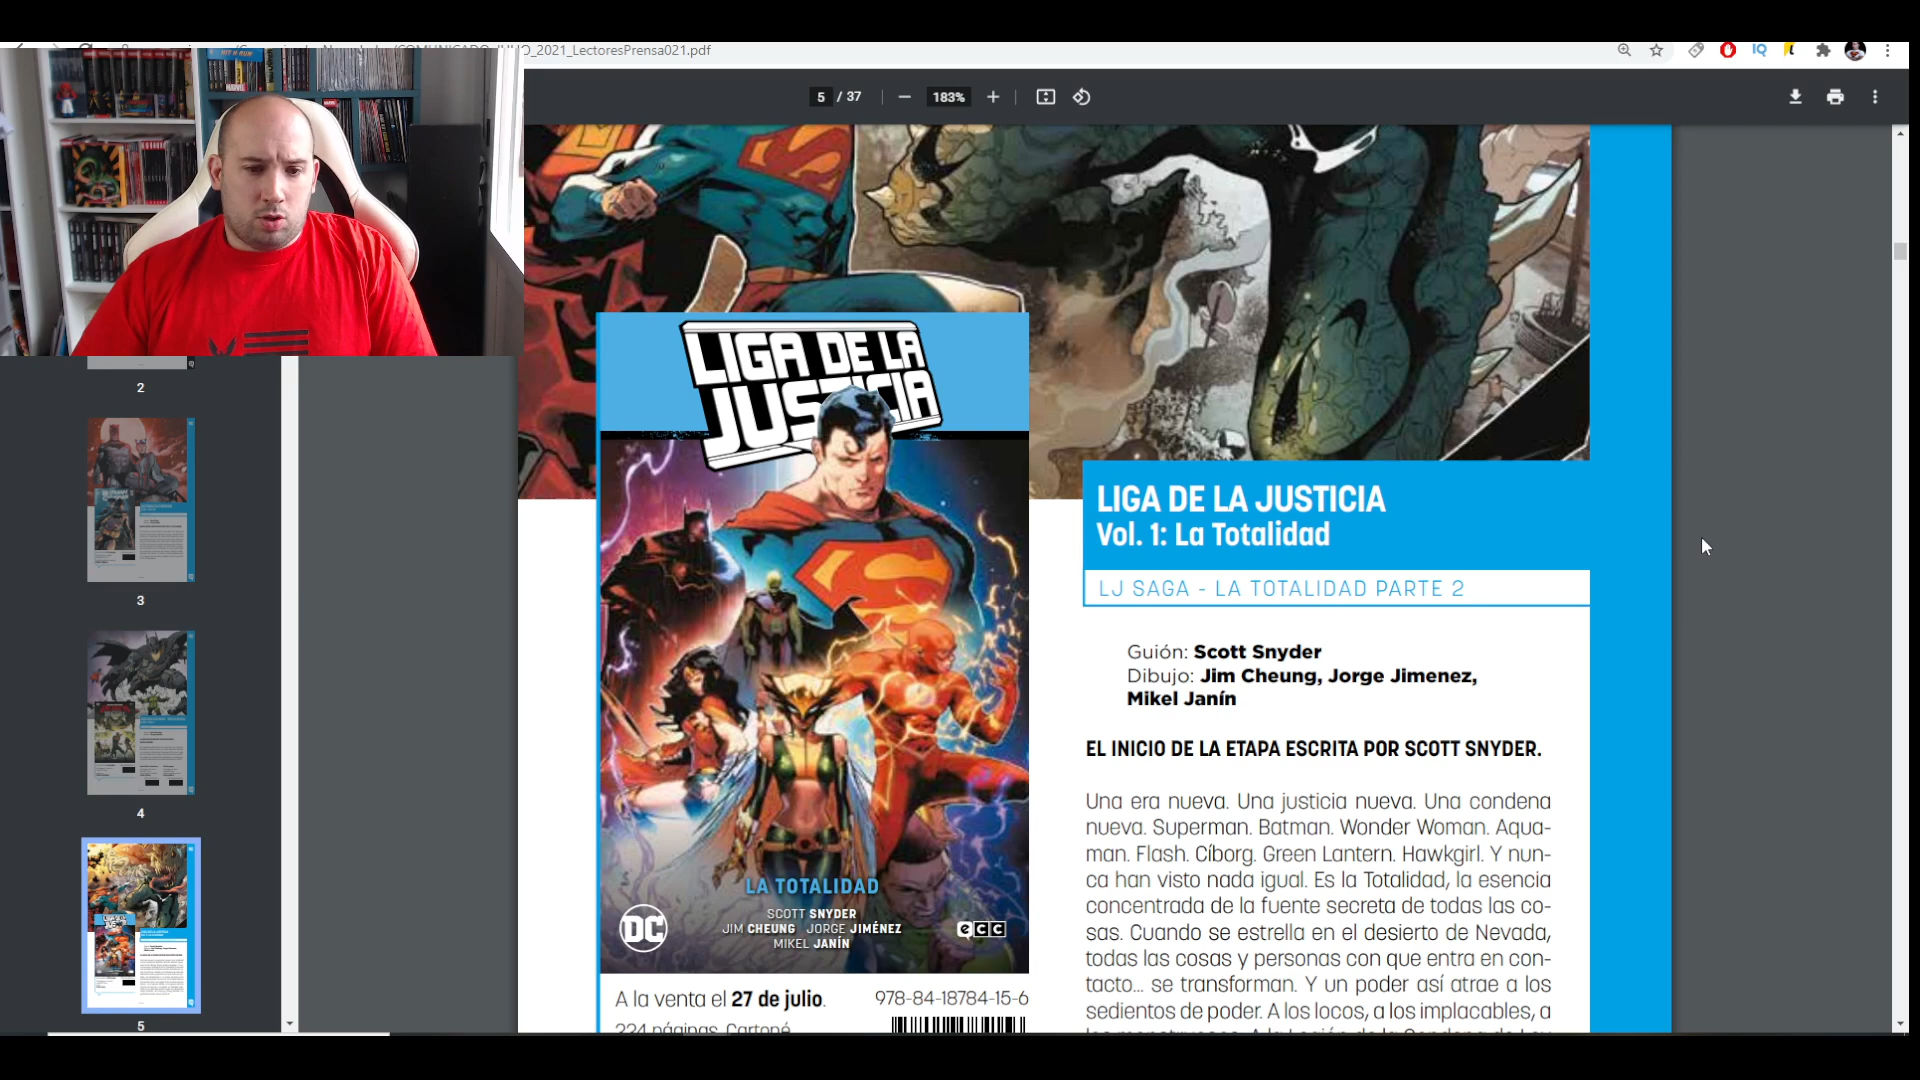 O_2021_LectoresPrensa021.pdf
5 / 37
183%
2
3
4
5
LIGA DE LA
JUSTICIA
LA TOTALIDAD
SCOTT SNYDER
JIM CHEUNG JORGE JIMÉNEZ
MIKEL JANÍN
DC
ecc
A la venta el 27 de julio.
978-84-18784-15-6
224 páginas. Cartoné.
LIGA DE LA JUSTICIA
Vol. 1: La Totalidad
LJ SAGA - LA TOTALIDAD PARTE 2
Guión: Scott Snyder
Dibujo: Jim Cheung, Jorge Jimenez,
Mikel Janín
EL INICIO DE LA ETAPA ESCRITA POR SCOTT SNYDER.
Una era nueva. Una justicia nueva. Una condena
nueva. Superman. Batman. Wonder Woman. Aqua-
man. Flash. Cíborg. Green Lantern. Hawkgirl. Y nun-
ca han visto nada igual. Es la Totalidad, la esencia
concentrada de la fuente secreta de todas las co-
sas. Cuando se estrella en el desierto de Nevada,
todas las cosas y personas con que entra en con-
tacto... se transforman. Y un poder así atrae a los
sedientos de poder. A los locos, a los implacables, a